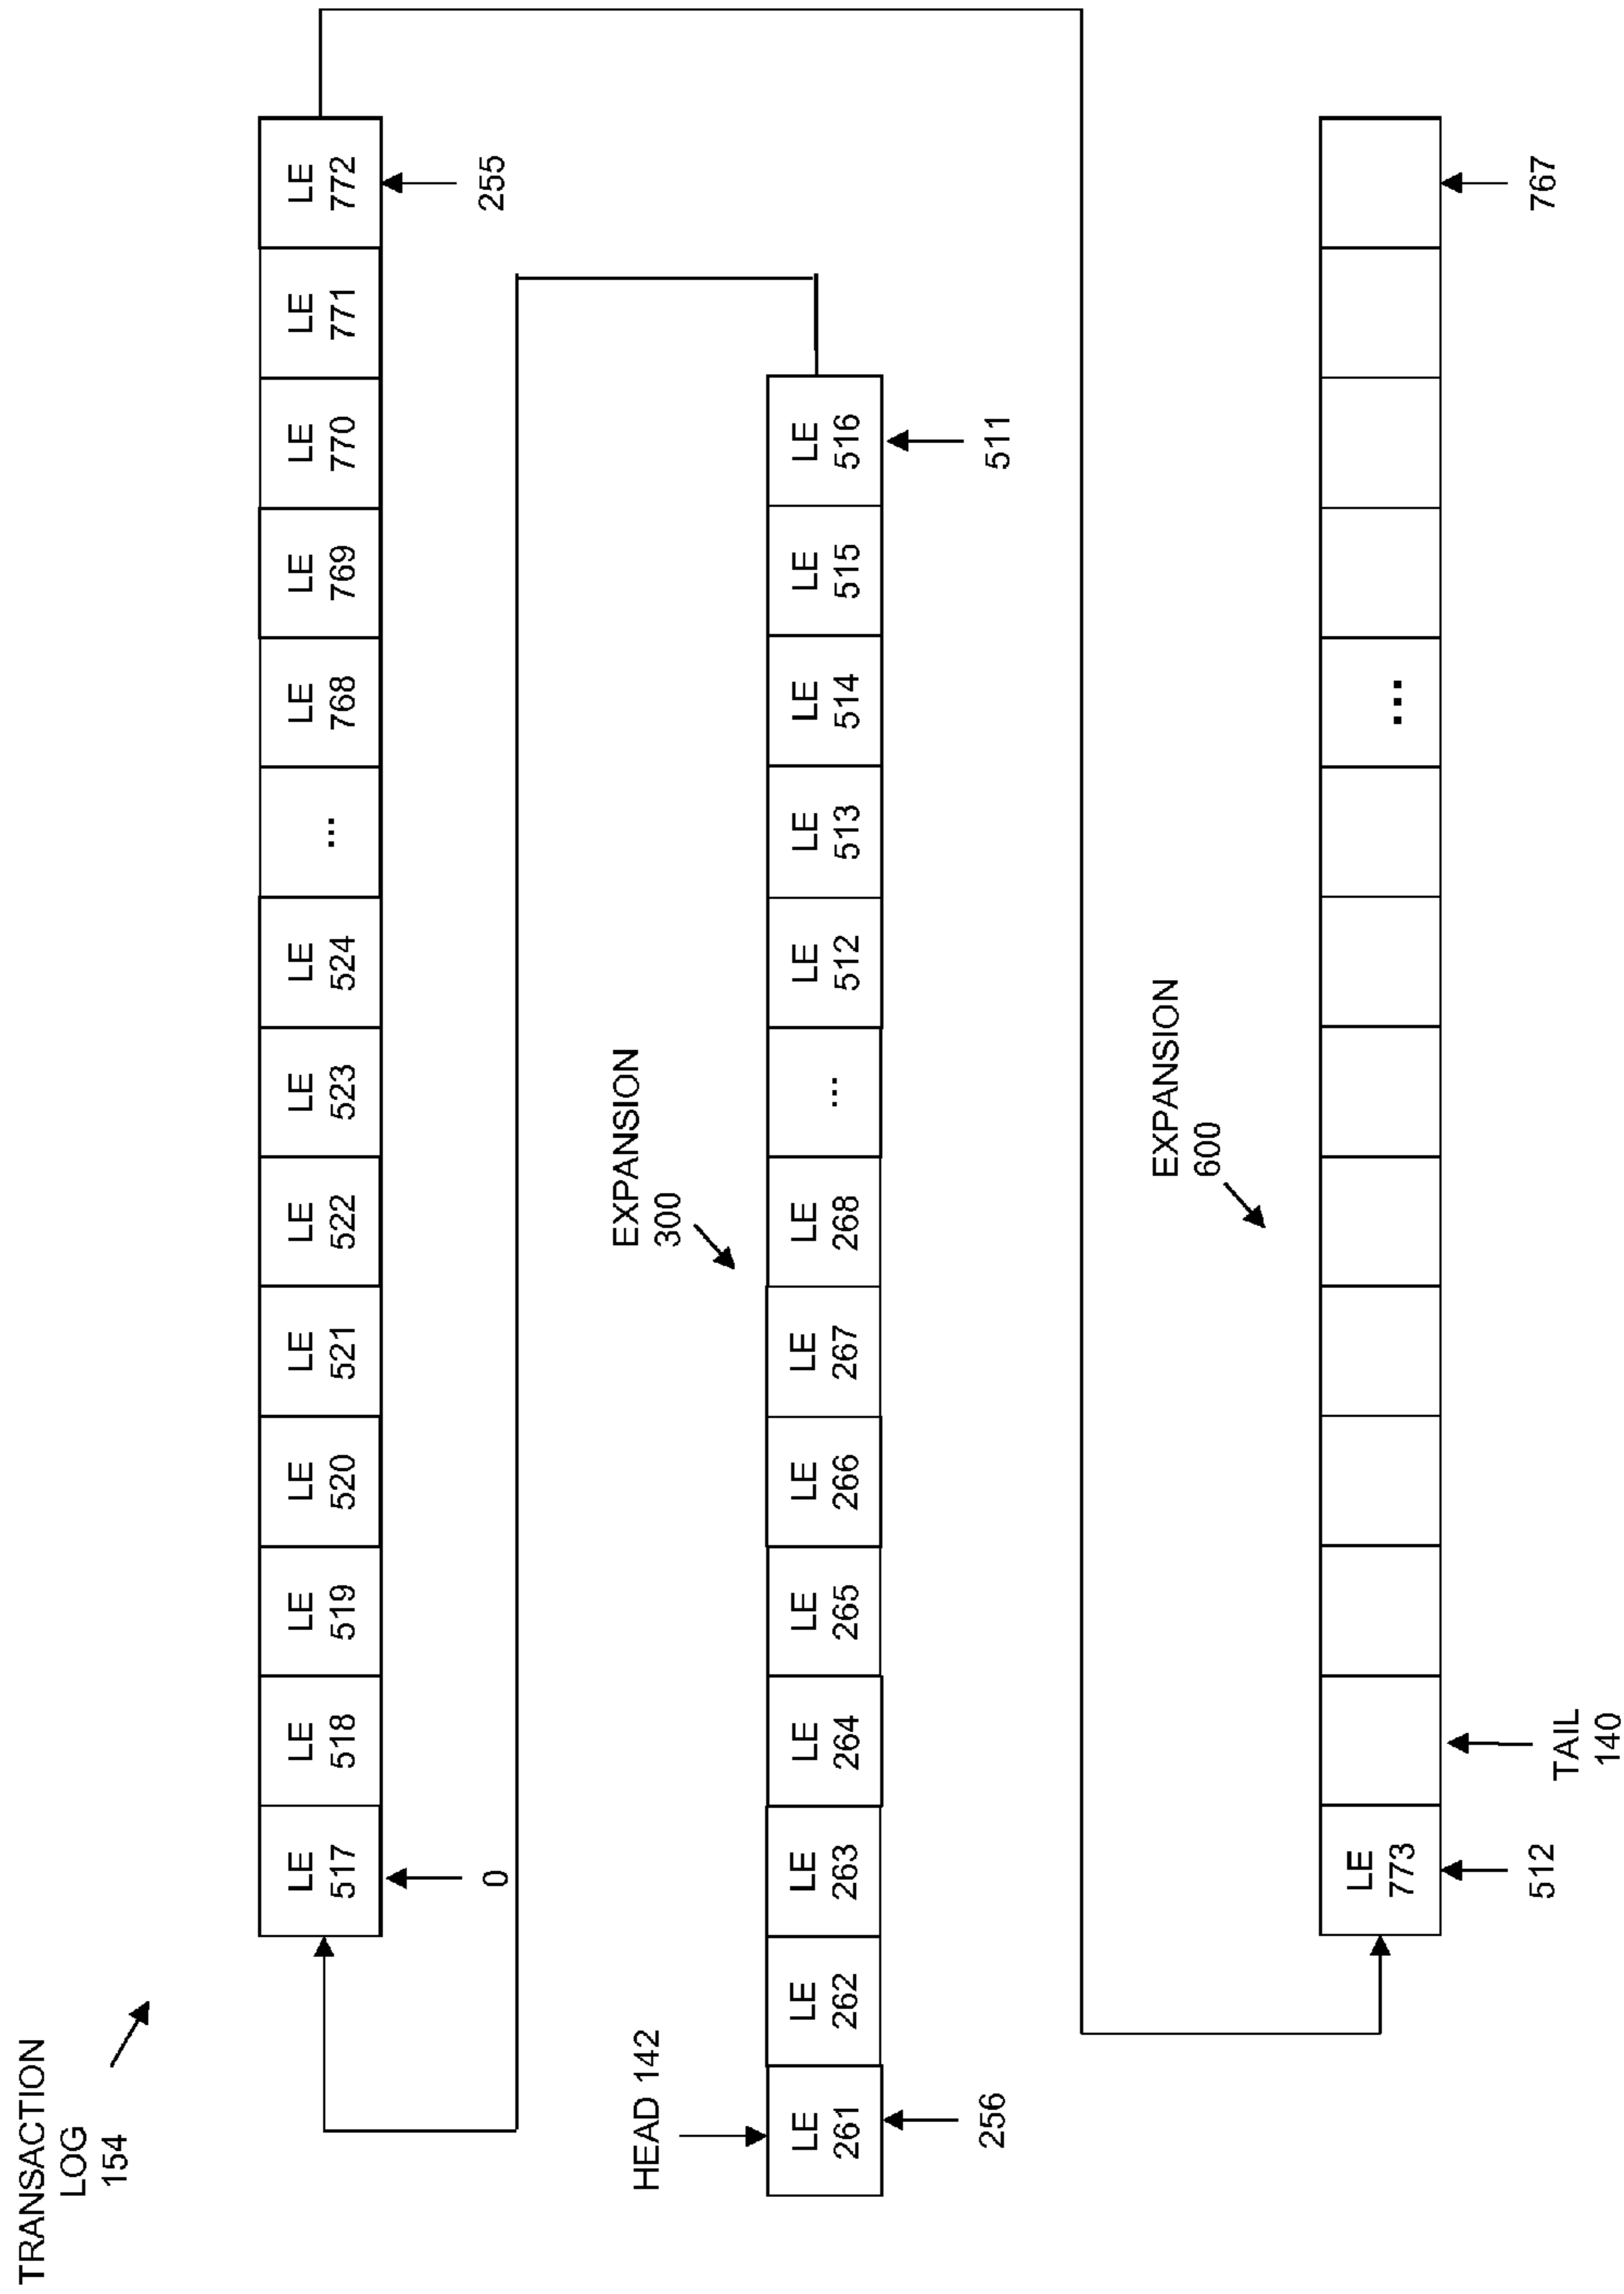 TRANSACTION
LOG
154
LE
517
LE
518
LE
519
LE
520
LE
521
LE
522
LE
523
LE
524
...
LE
768
LE
769
LE
770
LE
771
LE
772
0
255
HEAD 142
EXPANSION
300
LE
261
LE
262
LE
263
LE
264
LE
265
LE
266
LE
267
LE
268
...
LE
512
LE
513
LE
514
LE
515
LE
516
256
511
EXPANSION
600
LE
773
...
512
TAIL
140
767